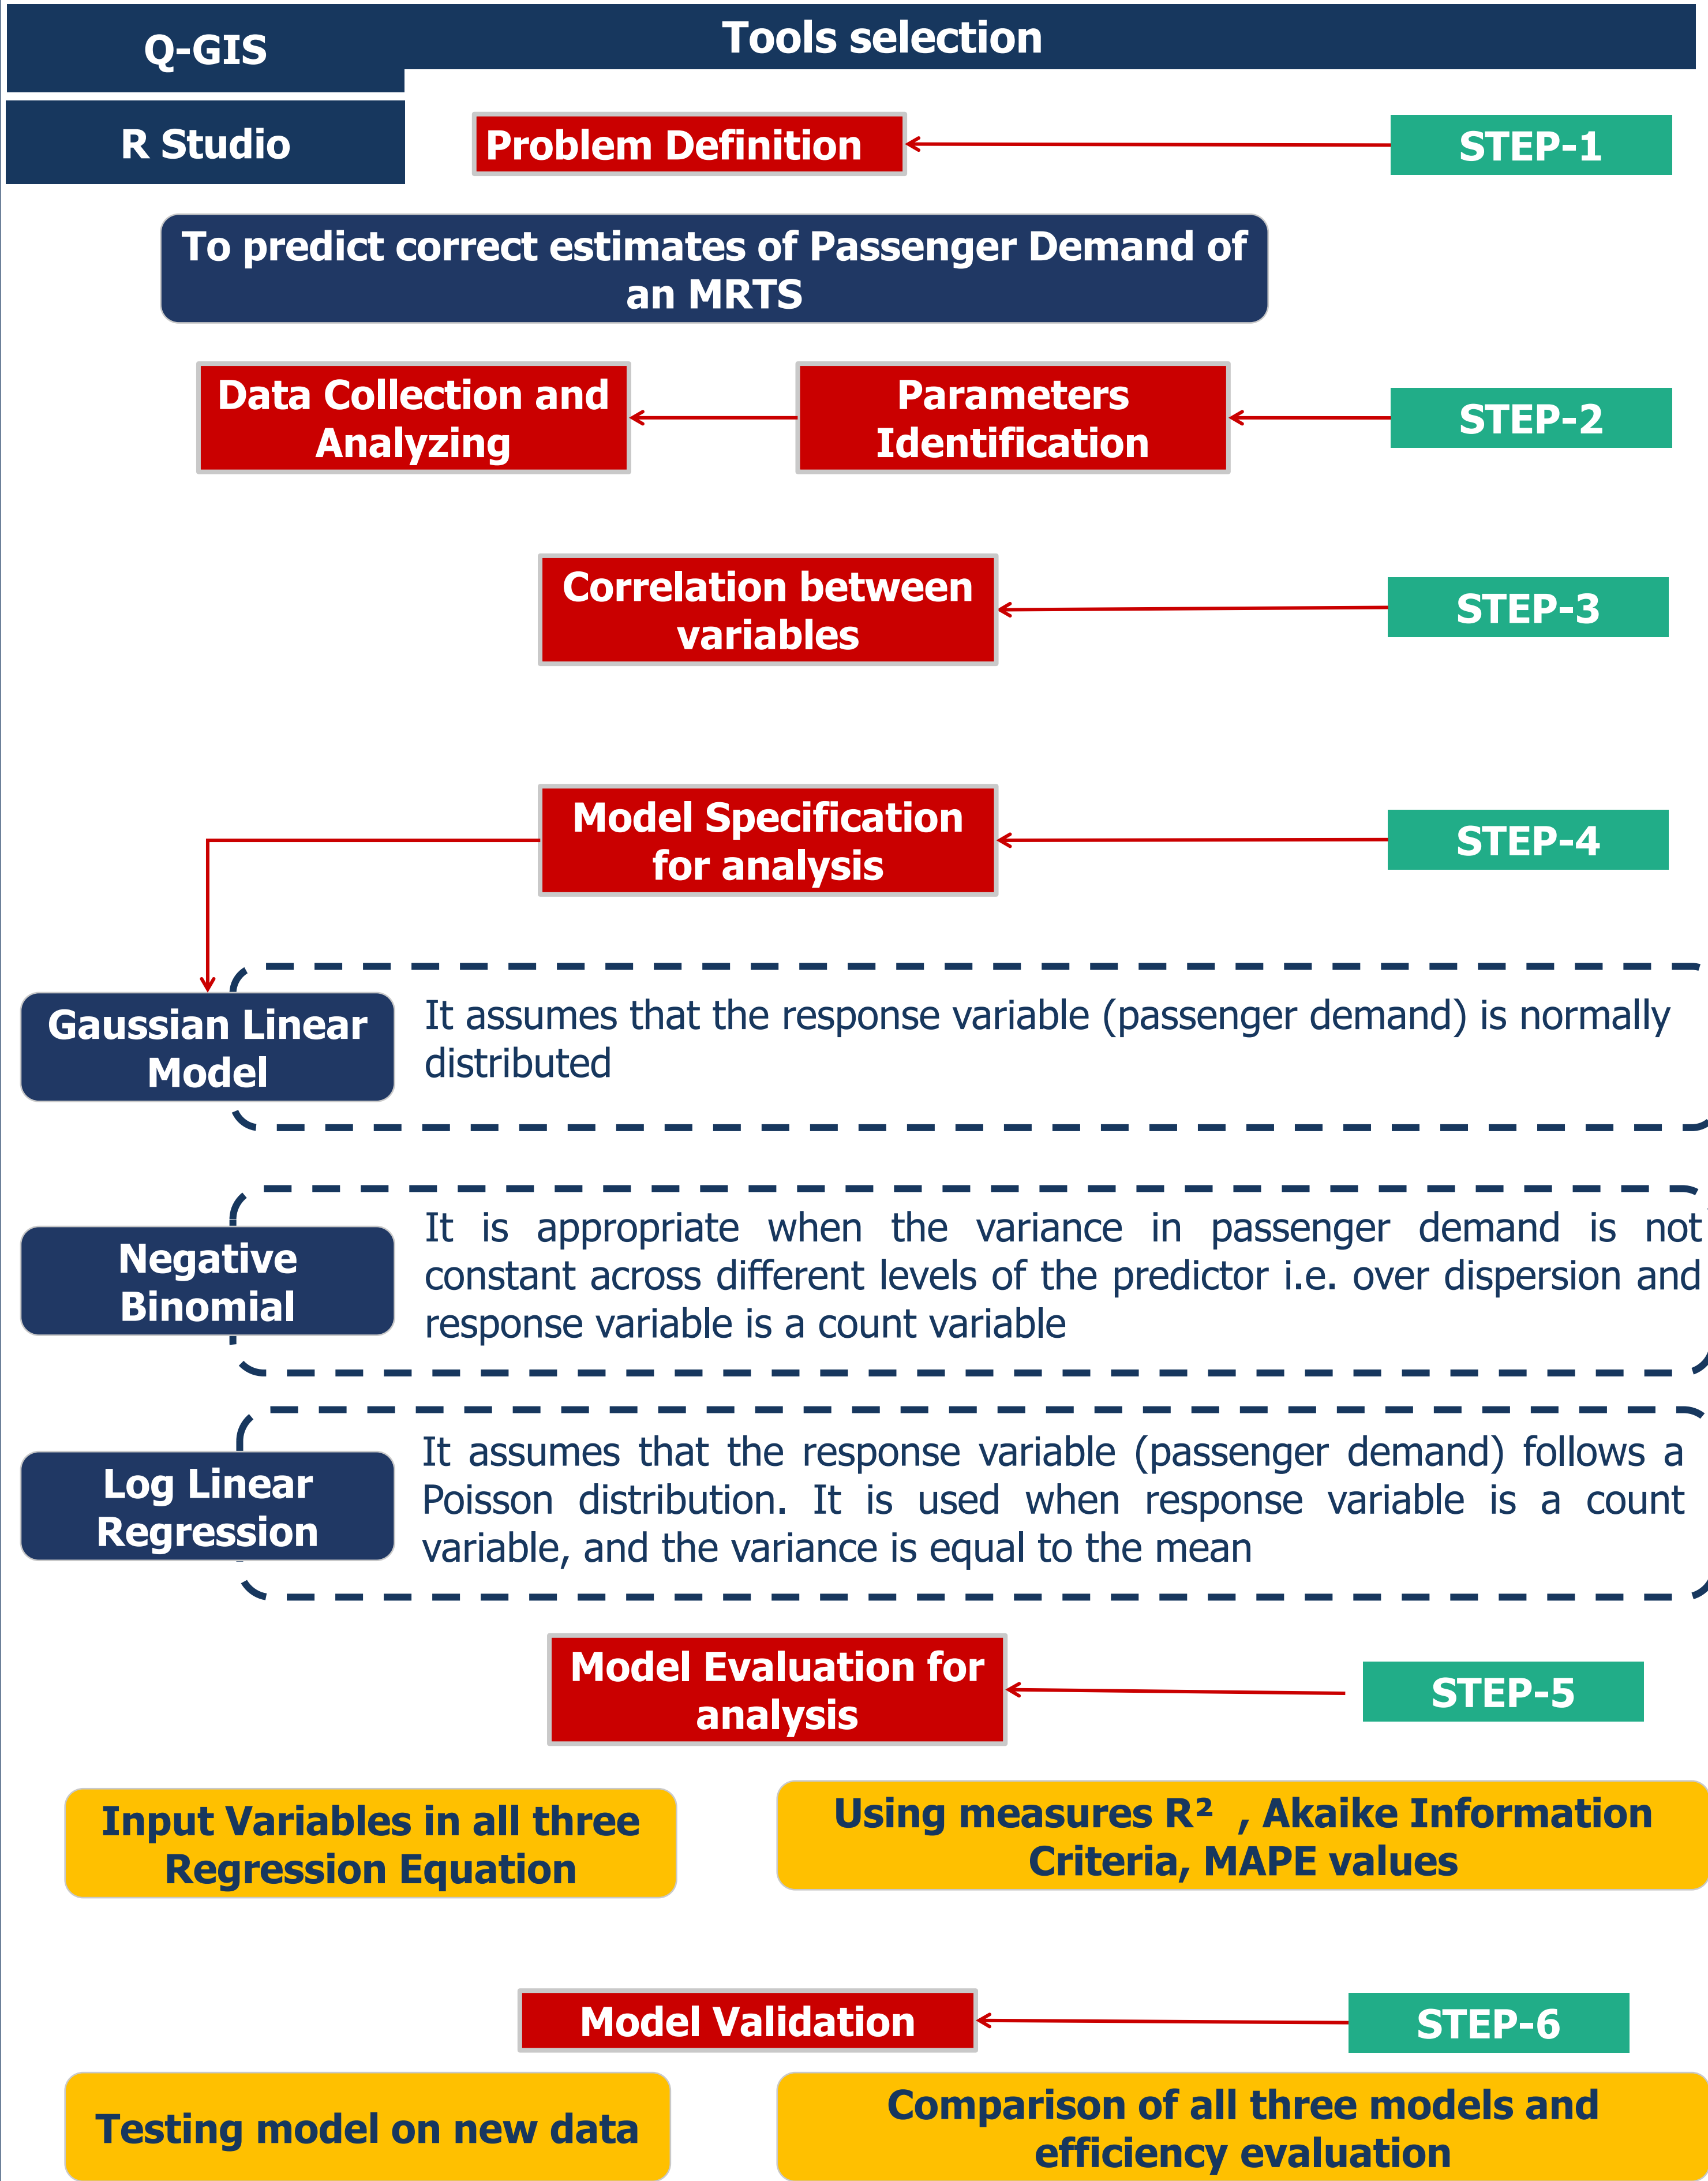 Tools selection
Q-GIS
R Studio
Problem Definition
STEP-1
To predict correct estimates of Passenger Demand of
an MRTS
Data Collection and
Analyzing
Parameters
Identification
STEP-2
Correlation between
variables
STEP-3
Model Specification
for analysis
STEP-4
Gaussian Linear
Model
It assumes that the response variable (passenger demand) is normally
distributed
Negative
Binomial
It is appropriate when the variance in passenger demand is not
constant across different levels of the predictor i.e. over dispersion and
response variable is a count variable
Log Linear
Regression
It assumes that the response variable (passenger demand) follows a
Poisson distribution. It is used when response variable is a count
variable, and the variance is equal to the mean
Model Evaluation for
analysis
STEP-5
Input Variables in all three
Regression Equation
Using measures R² , Akaike Information
Criteria, MAPE values
Model Validation
STEP-6
Testing model on new data
Comparison of all three models and
efficiency evaluation